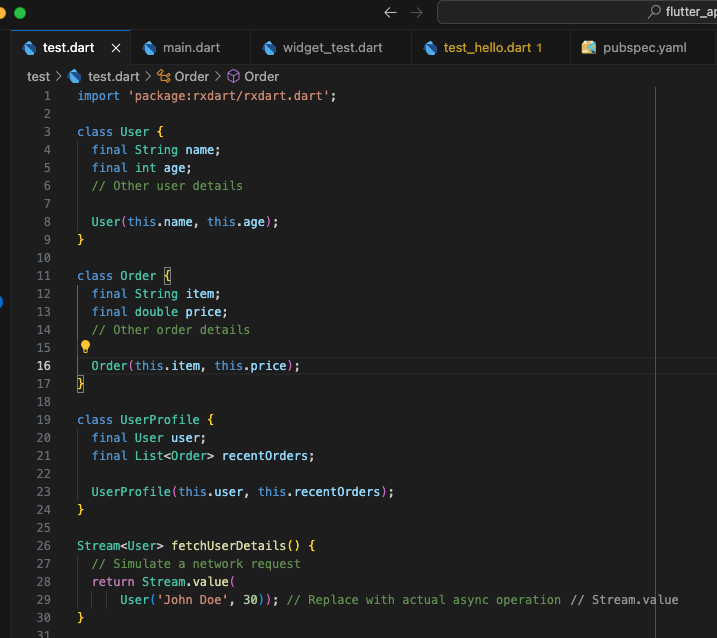 flutter_ap
test.dart
main.dart
widget_test.dart
test_hello.dart 1
pubspec.yaml
test > test.dart > Order > Order
1 import 'package:rxdart/rxdart.dart';
2
3 class User {
4 final String name;
5 final int age;
6 // Other user details
7
8 User(this.name, this.age);
9 }
10
11 class Order {
12 final String item;
13 final double price;
14 // Other order details
15
16 Order(this.item, this.price);
17 }
18
19 class UserProfile {
20 final User user;
21 final List<Order> recentOrders;
22
23 UserProfile(this.user, this.recentOrders);
24 }
25
26 Stream<User> fetchUserDetails() {
27 // Simulate a network request
28 return Stream.value(
29 User('John Doe', 30)); // Replace with actual async operation // Stream.value
30 }
31